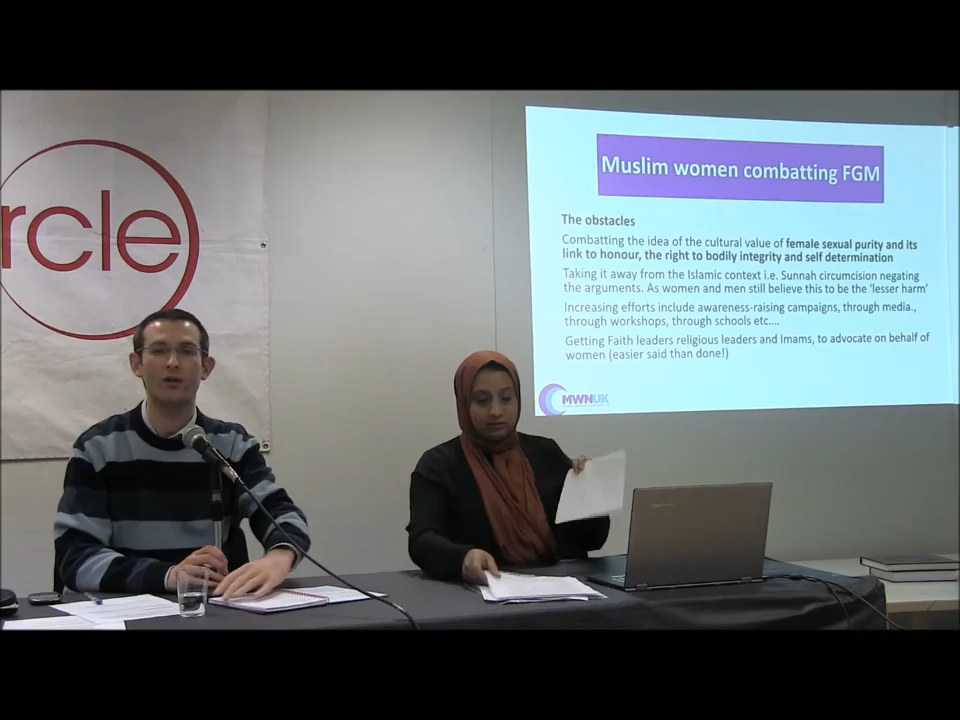 rcle
Muslim women combatting FGM
The obstacles
Combatting the idea of the cultural value of female sexual purity and its
link to honour, the right to bodily integrity and self determination
Taking it away from the Islamic context i.e. Sunnah circumcision negating
the arguments. As women and men still believe this to be the ‘lesser harm’
Increasing efforts include awareness-raising campaigns, through media.,
through workshops, through schools etc....
Getting Faith leaders religious leaders and Imams, to advocate on behalf of
women (easier said than done!)
MWNUK